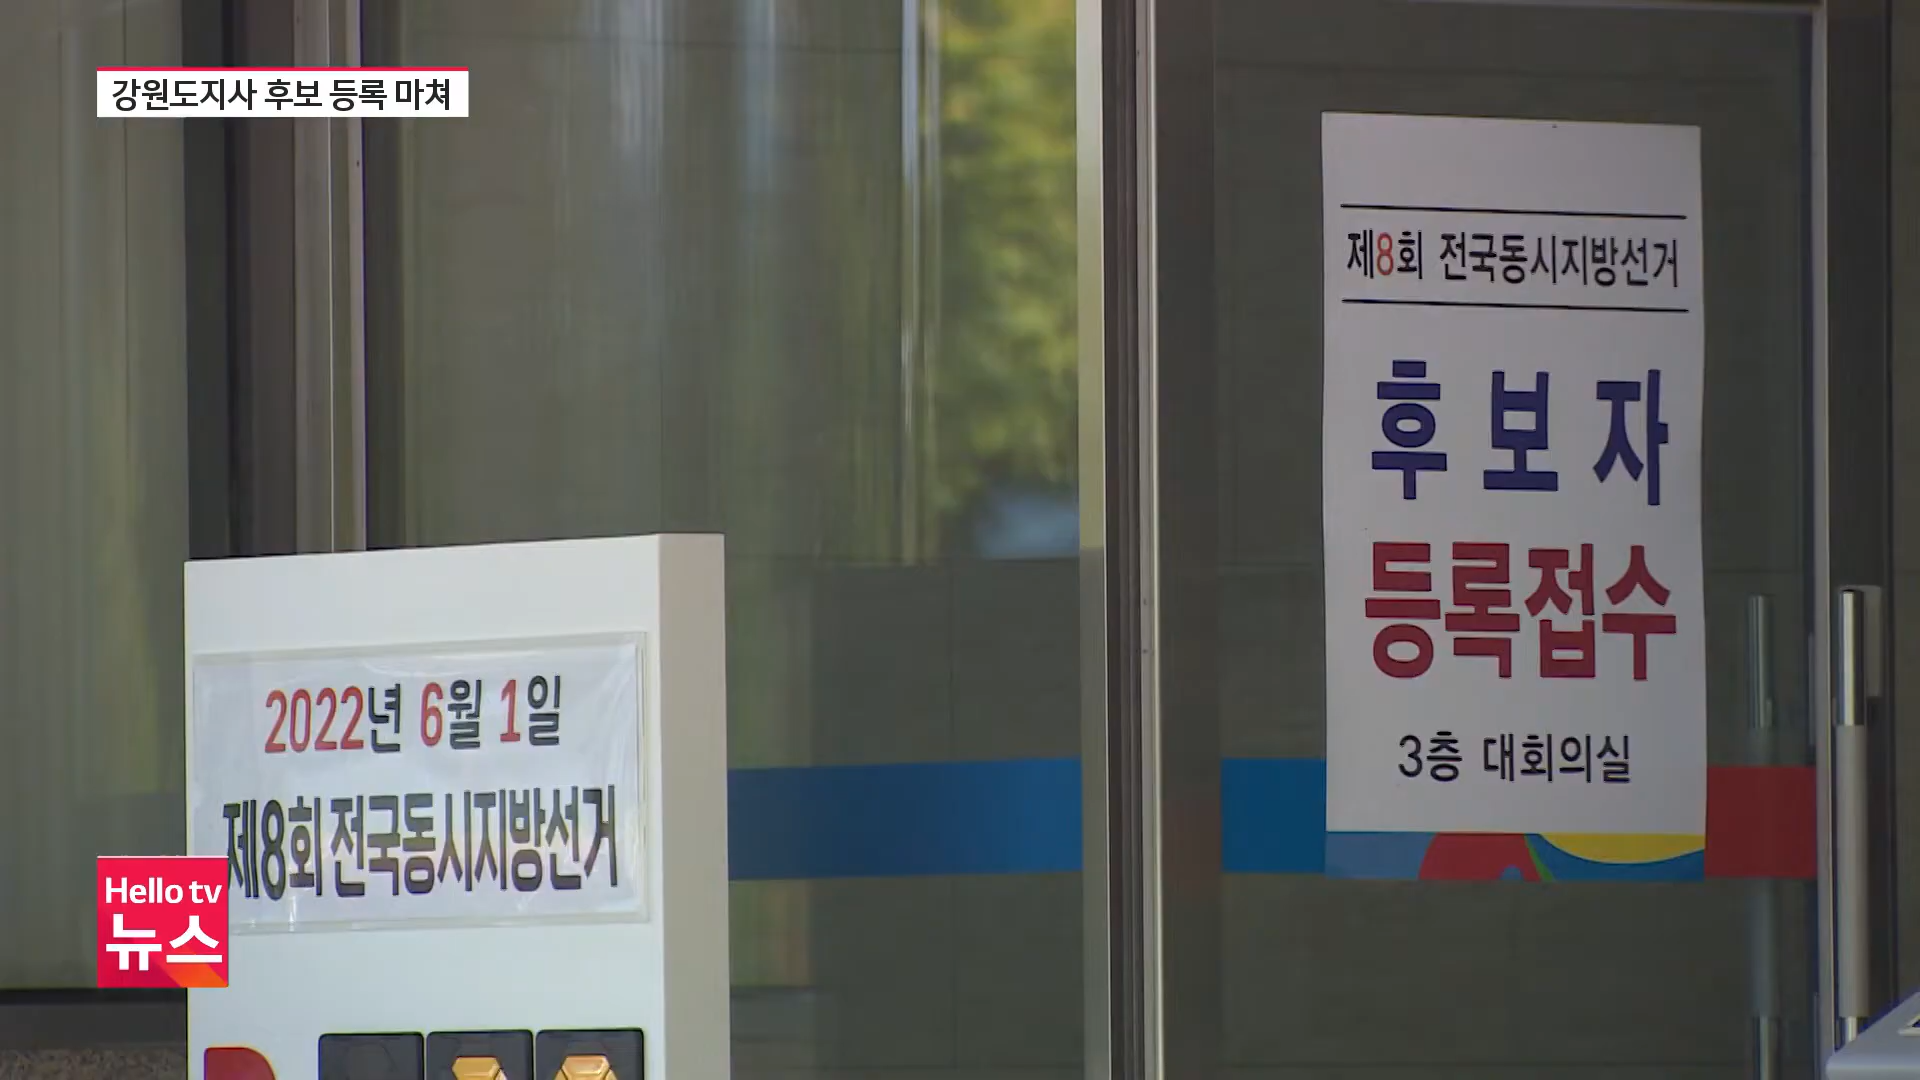 강원도지사 후보 등록 마쳐
제8회 전국동시지방선거
후보자
등록접수
3층 대회의실
2022년 6월 1일
제8회 전국동시지방선거
Hello tv
뉴스